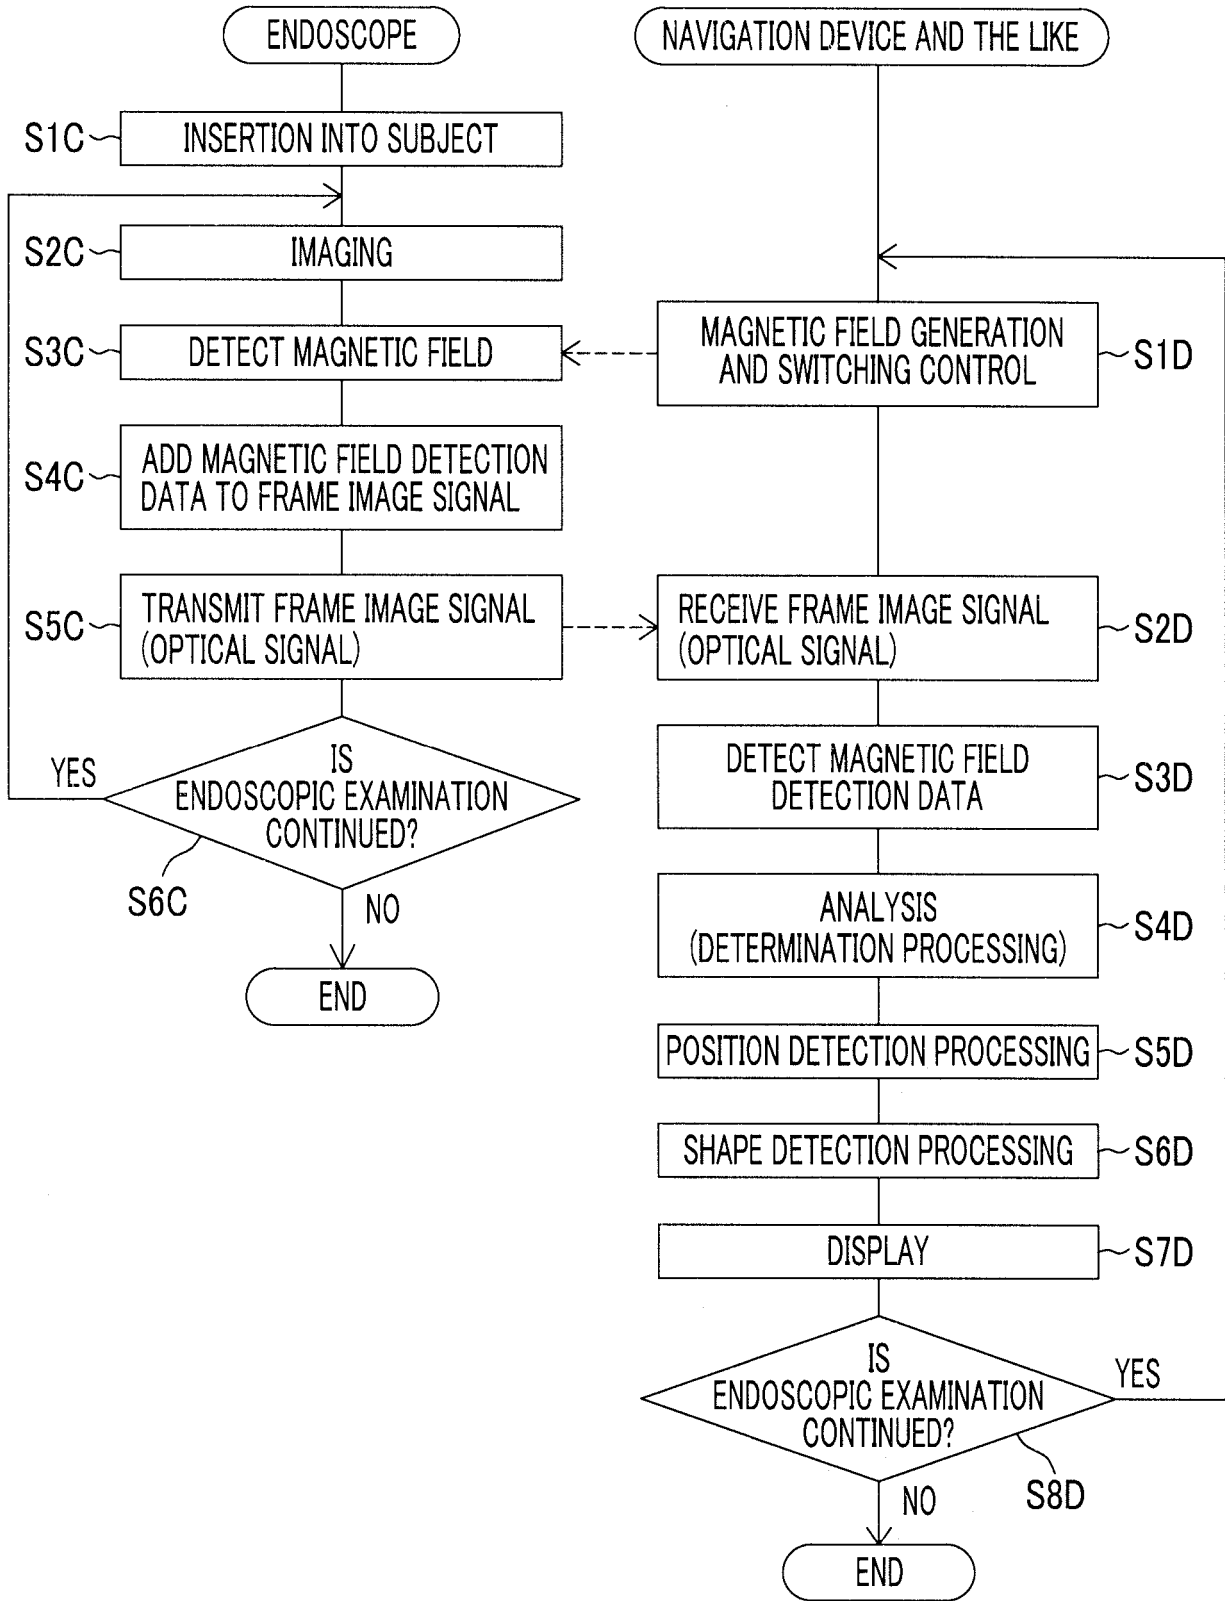 ENDOSCOPE
S1C
INSERTION INTO SUBJECT
S2C
IMAGING
S3C
DETECT MAGNETIC FIELD
S4C
ADD MAGNETIC FIELD DETECTION
DATA TO FRAME IMAGE SIGNAL
S5C
TRANSMIT FRAME IMAGE SIGNAL
(OPTICAL SIGNAL)
YES
IS
ENDOSCOPIC EXAMINATION
CONTINUED?
S6C
NO
END
NAVIGATION DEVICE AND THE LIKE
MAGNETIC FIELD GENERATION
AND SWITCHING CONTROL
S1D
RECEIVE FRAME IMAGE SIGNAL
(OPTICAL SIGNAL)
S2D
DETECT MAGNETIC FIELD
DETECTION DATA
S3D
ANALYSIS
(DETERMINATION PROCESSING)
S4D
POSITION DETECTION PROCESSING
S5D
SHAPE DETECTION PROCESSING
S6D
DISPLAY
S7D
IS
ENDOSCOPIC EXAMINATION
CONTINUED?
YES
S8D
NO
END